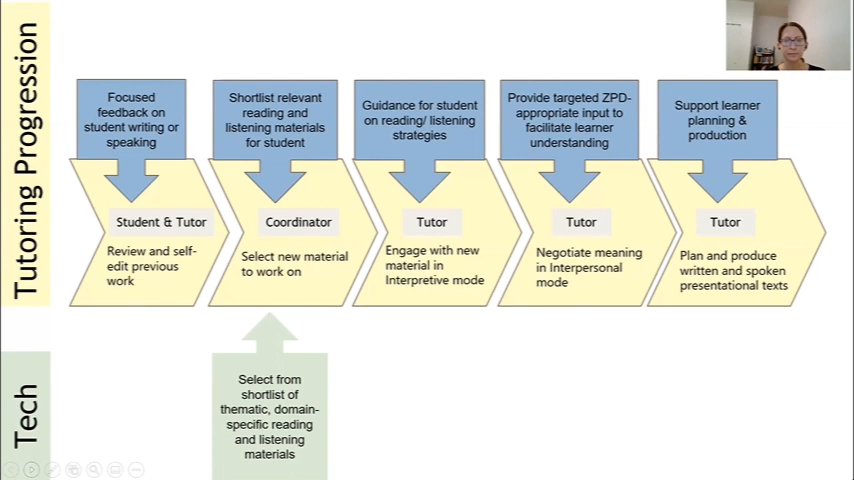 Tutoring Progression
Focused
feedback on
student writing or
speaking
Shortlist relevant
reading and
listening materials
for student
Guidance for student
on reading/ listening
strategies
Provide targeted ZPD-
appropriate input to
facilitate learner
understanding
Support learner
planning &
production
Student & Tutor
Review and self-
edit previous
work
Coordinator
Select new material
to work on
Tutor
Engage with new
material in
Interpretive mode
Tutor
Negotiate meaning
in Interpersonal
mode
Tutor
Plan and produce
written and spoken
presentational texts
Tech
Select from
shortlist of
thematic, domain-
specific reading
and listening
materials